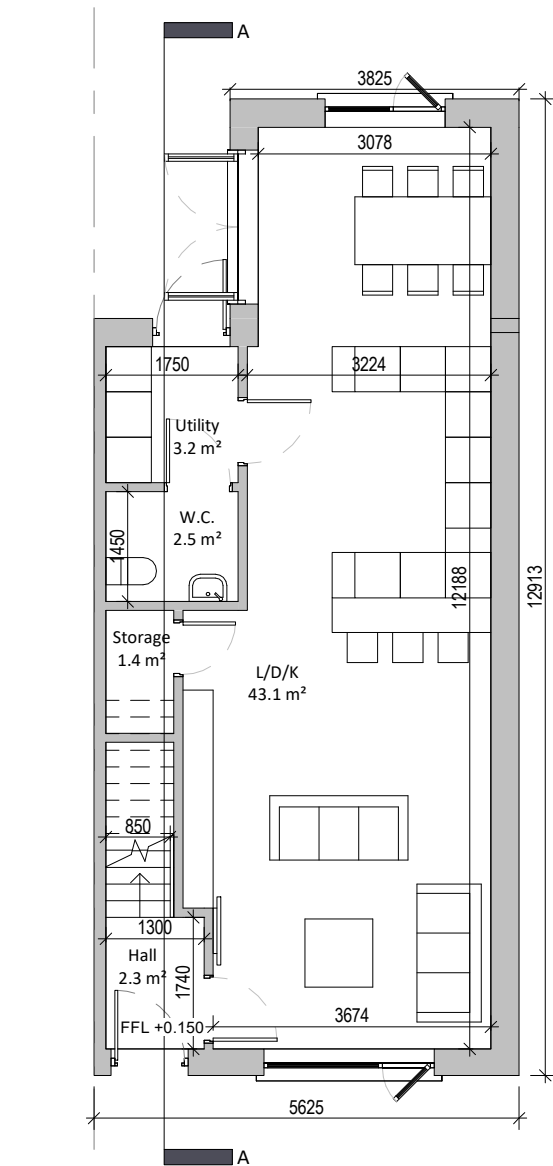 A
3825
3078
1750
3224
Utility
3.2 m²
W.C.
2.5 m²
1450
12188
12913
Storage
1.4 m²
L/D/K
43.1 m²
850
1300
Hall
2.3 m²
1740
FFL +0.150
3674
5625
A